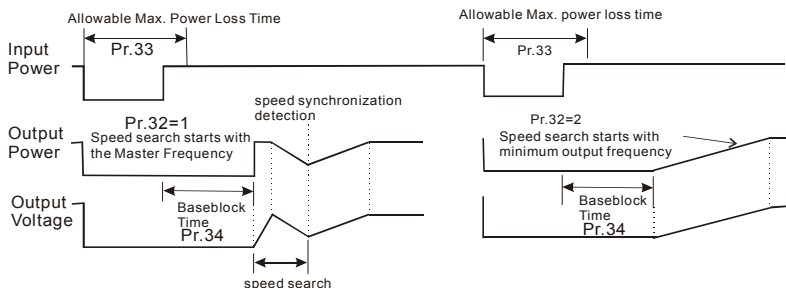 Allowable Max. Power Loss Time
Pr.33
Input
Power
Allowable Max. power loss time
Pr.33
speed synchronization
detection
Output
Power
Pr.32=1
Speed search starts with
the Master Frequency
Pr.32=2
Speed search starts with
minimum output frequency
Output
Voltage
Baseblock
Time
Pr.34
speed search
Baseblock
Time
Pr.34